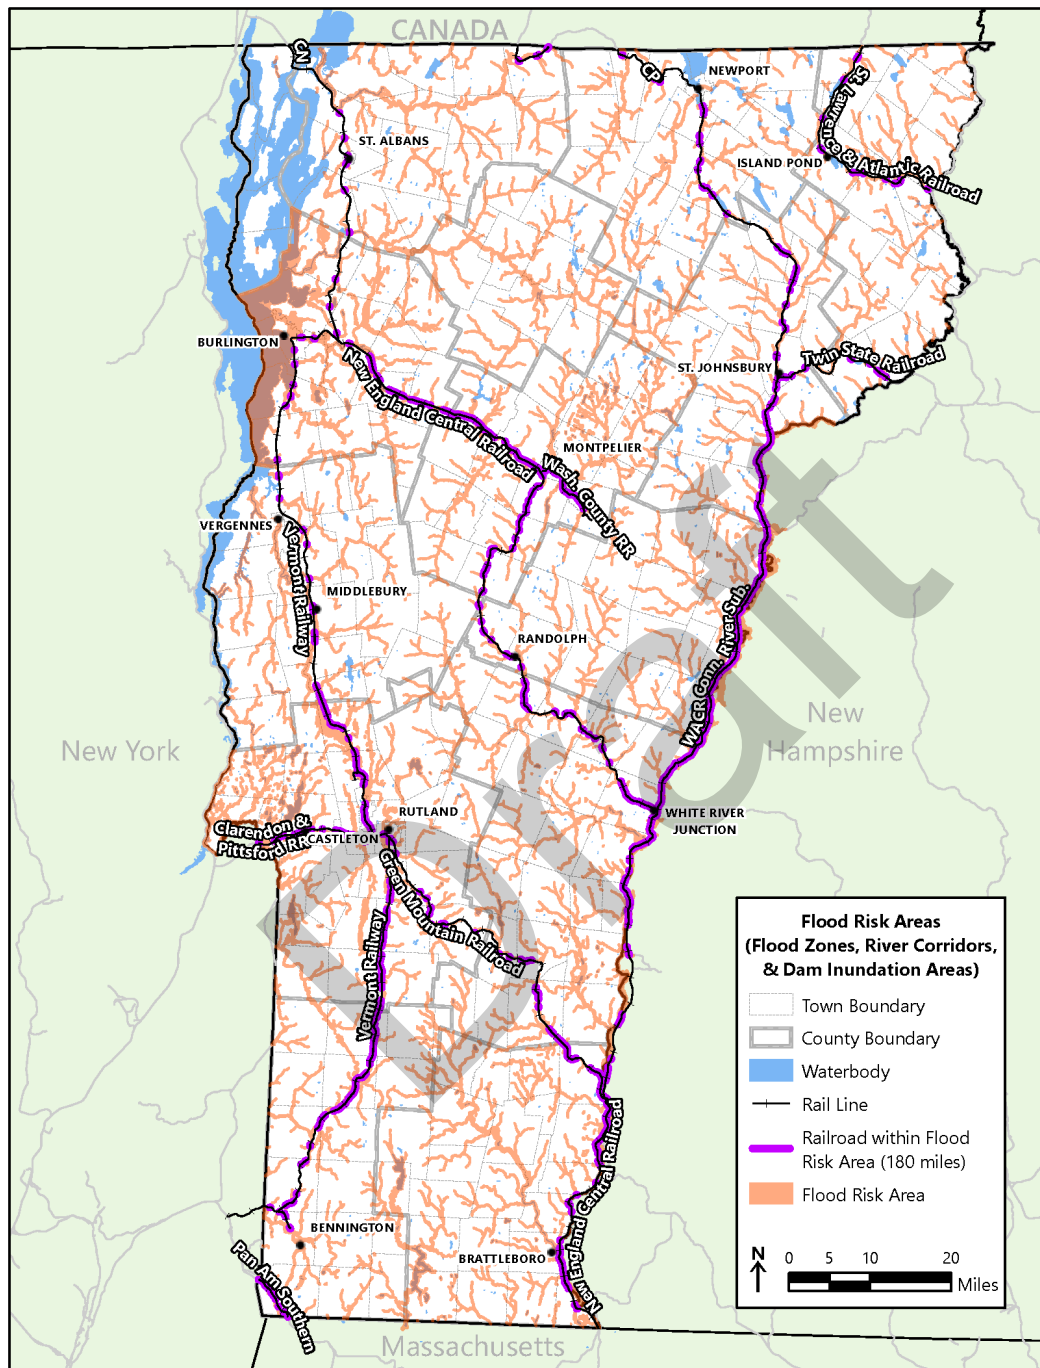 CANADA
CN
CP
NEWPORT
St. Lawrence & Atlantic Railroad
ST. ALBANS
ISLAND POND
BURLINGTON
New England Central Railroad
ST. JOHNSBURY
Twin State Railroad
MONTPELIER
Wash. County RR
VERGENNES
Vermont Railway
MIDDLEBURY
RANDOLPH
WACR Conn. River Sub.
New York
New
Hampshire
Draft
RUTLAND
WHITE RIVER
JUNCTION
Clarendon &
Pittsford RR
CASTLETON
Green Mountain Railroad
Vermont Railway
New England Central Railroad
BENNINGTON
BRATTLEBORO
Pan Am Southern
Massachusetts
Flood Risk Areas
(Flood Zones, River Corridors,
& Dam Inundation Areas)
Town Boundary
County Boundary
Waterbody
Rail Line
Railroad within Flood
Risk Area (180 miles)
Flood Risk Area
N
0 5 10 20
Miles